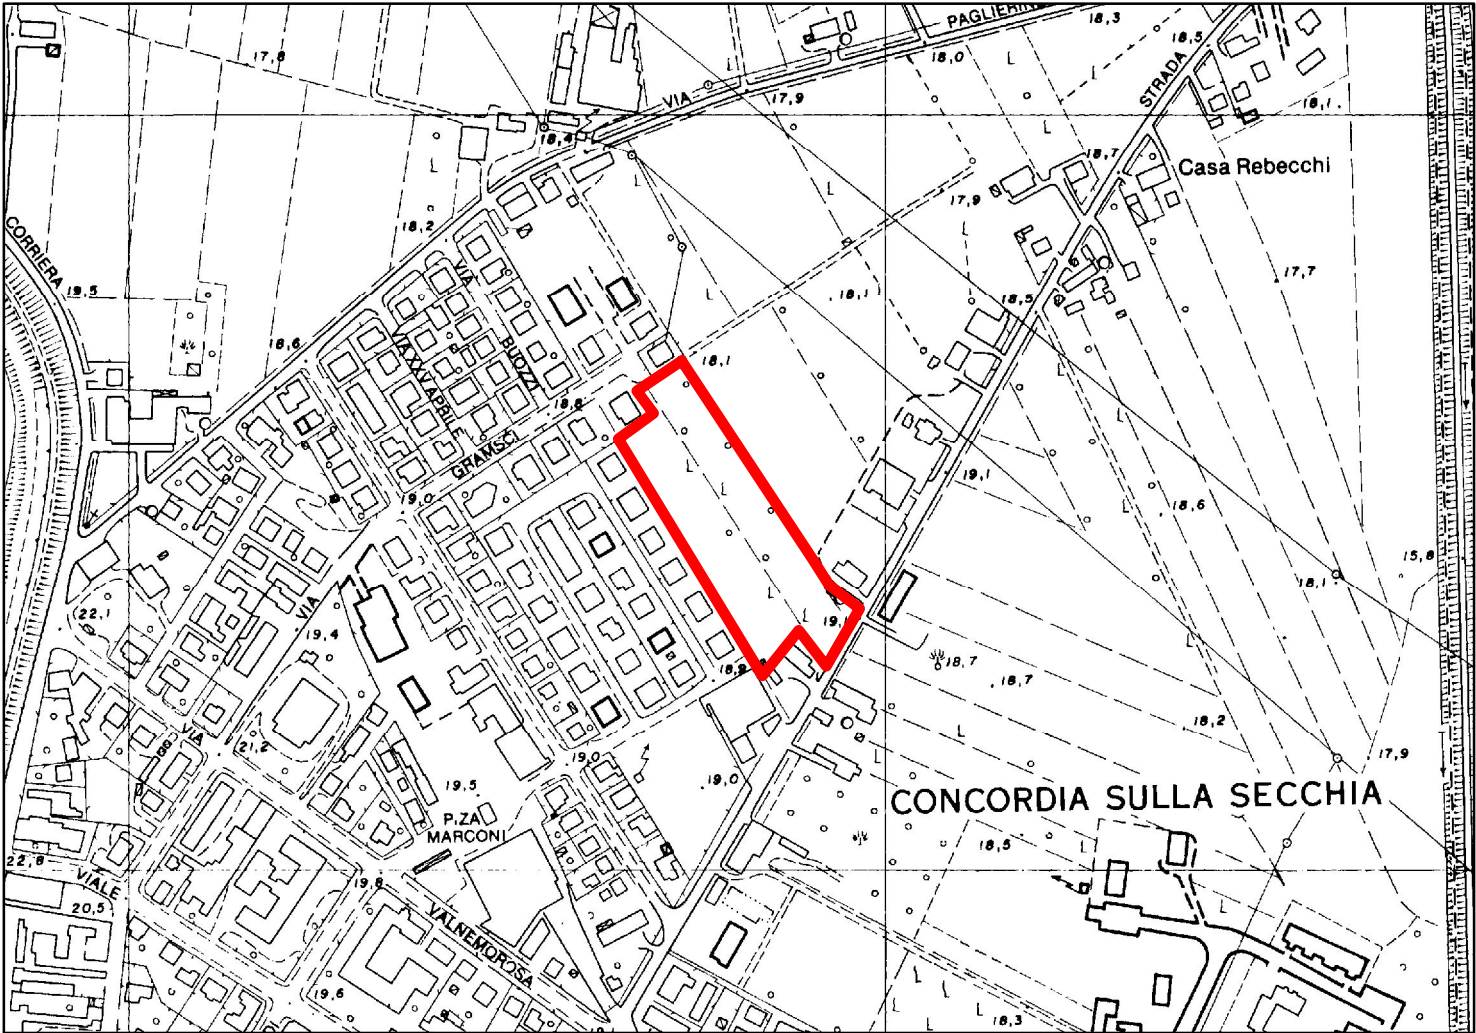 PAGLIERINE
18,3
18,5
17,8
18,0
STRADA
VIA
17,9
18,1
18,4
18,7
Casa Rebecchi
17,9
CORRIERA
18,2
VIA
17,7
19,5
18,1
18,5
18,6
VIA XXV APRILE
BUOZZI
18,1
18,8
GRAMSCI
19,1
19,0
18,6
15,8
18,1
22,1
VIA
19,4
19,1
18,9
18,7
18,7
18,2
VIA
21,2
19,0
17,9
19,5
19,0
CONCORDIA SULLA SECCHIA
P.ZA
MARCONI
18,5
22,8
VIALE
19,8
20,5
VALNEMOROSA
19,6
18,3